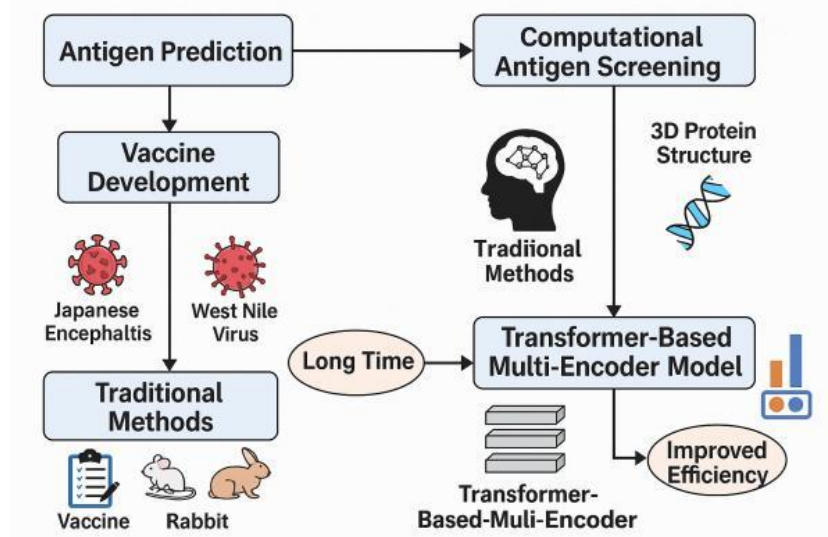 Antigen Prediction
Computational
Antigen Screening
Vaccine
Development
3D Protein
Structure
Tradiional
Methods
Japanese
Encephaltis
West Nile
Virus
Long Time
Transformer-Based
Multi-Encoder Model
Traditional
Methods
Improved
Efficiency
Vaccine
Rabbit
Transformer-
Based-Muli-Encoder